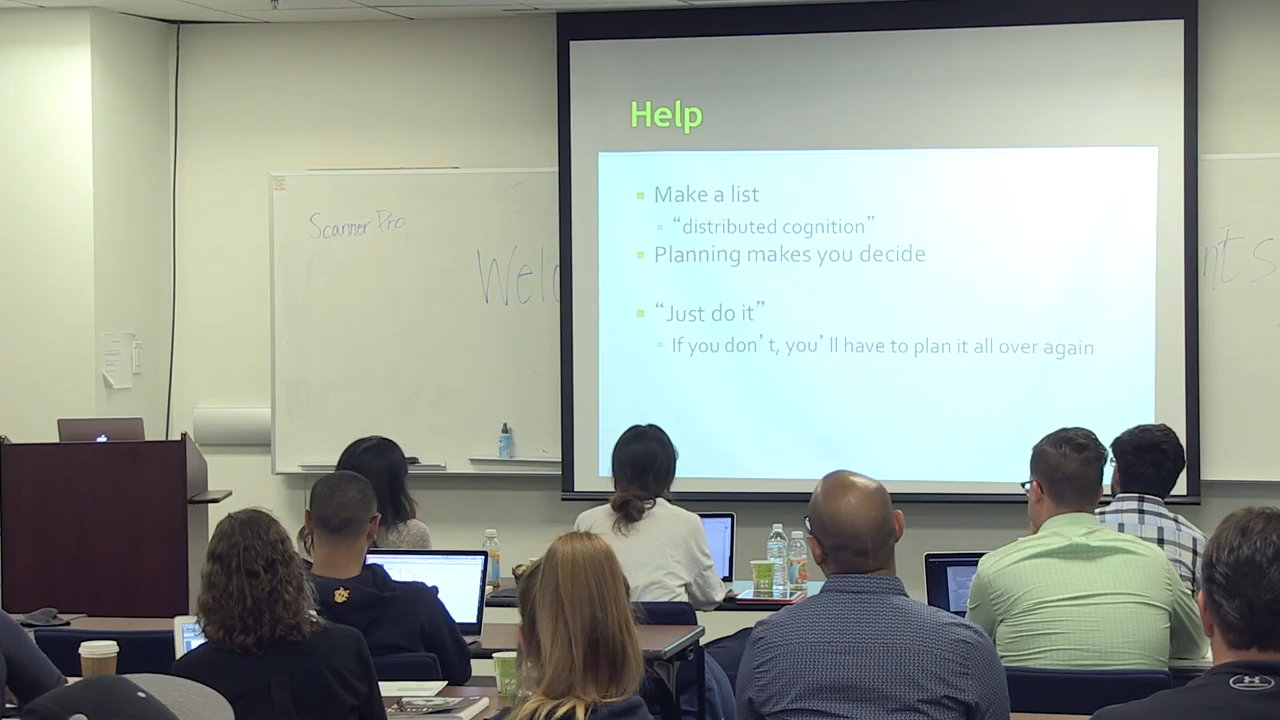 Help
Make a list
“distributed cognition”
Planning makes you decide
“Just do it”
If you don’t, you’ll have to plan it all over again
Scanner Pro
Welc
nts